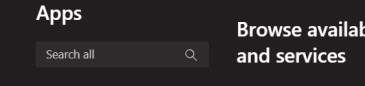 Apps
Search all
Browse availab
and services